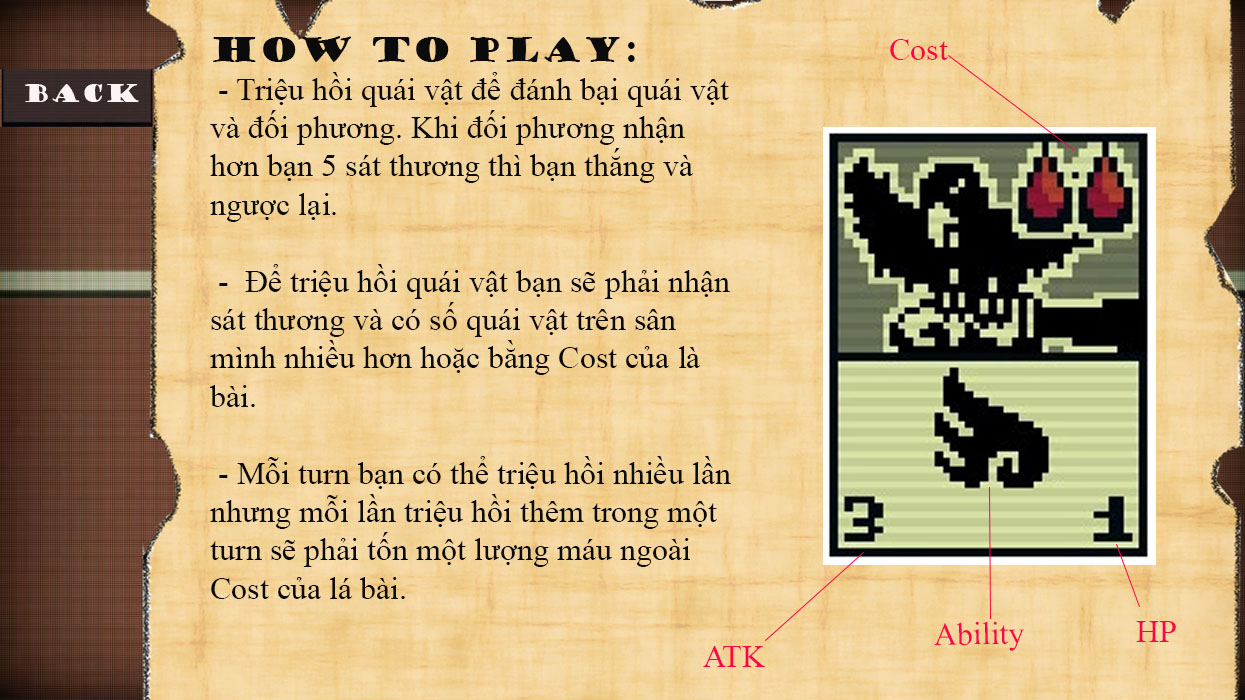 HOW TO PLAY:
BACK
- Triệu hồi quái vật để đánh bại quái vật
và đối phương. Khi đối phương nhận
hơn bạn 5 sát thương thì bạn thắng và
ngược lại.
- Để triệu hồi quái vật bạn sẽ phải nhận
sát thương và có số quái vật trên sân
mình nhiều hơn hoặc bằng Cost của là
bài.
- Mỗi turn bạn có thể triệu hồi nhiều lần
nhưng mỗi lần triệu hồi thêm trong một
turn sẽ phải tốn một lượng máu ngoài
Cost của lá bài.
Cost
3
1
ATK
Ability
HP